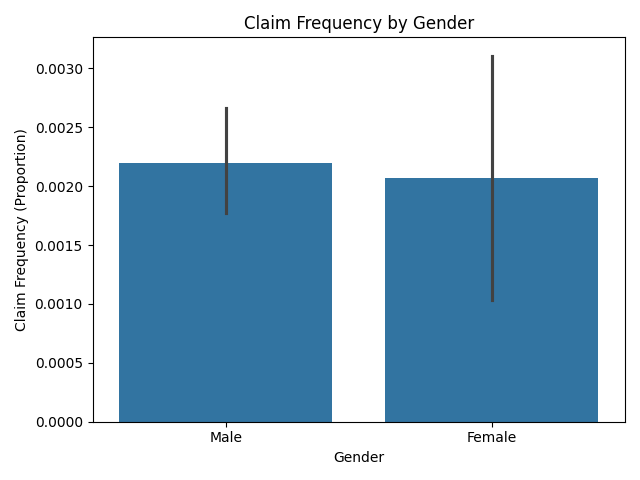 Claim Frequency by Gender
Claim Frequency (Proportion)
0.0030
0.0025
0.0020
0.0015
0.0010
0.0005
0.0000
Male
Female
Gender